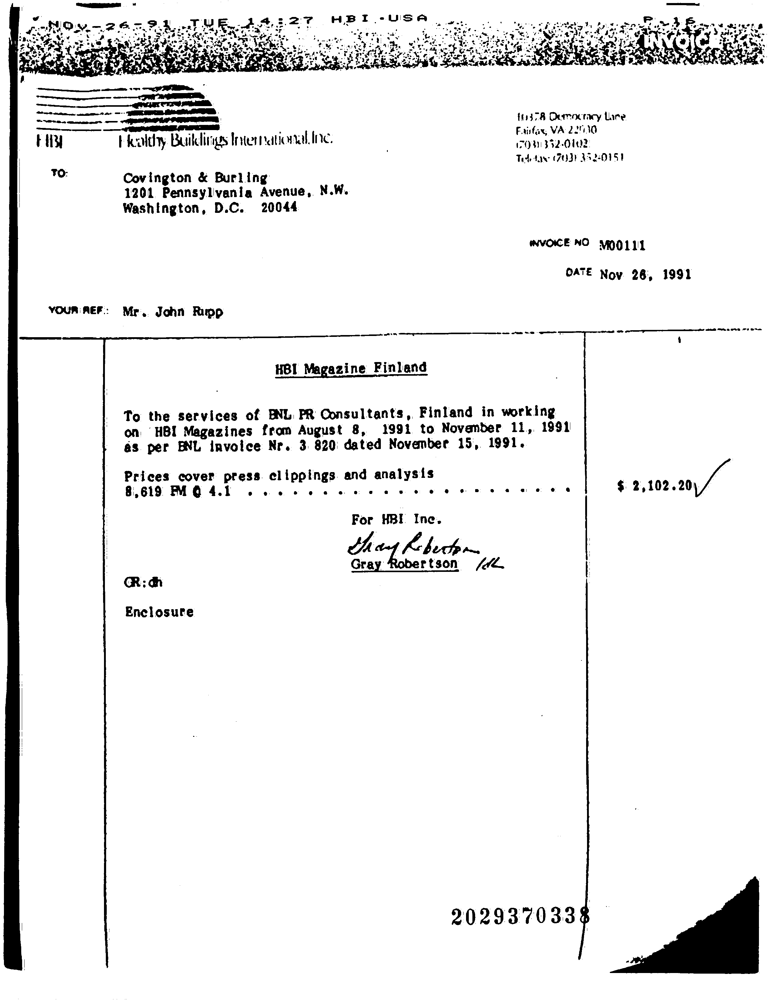 NOV-26-91 TUE 14:27 HBI-USA P.16
INVOICE
HBI Healthy Buildings International, Inc.
10378 Democracy Lane
Fairfax, VA 22030
(703) 352-0102
Telefax: (703) 352-0151
TO:
Covington & Burling
1201 Pennsylvania Avenue, N.W.
Washington, D.C. 20044
INVOICE NO M00111
DATE Nov 26, 1991
YOUR REF.: Mr. John Rupp
HBI Magazine Finland
To the services of BNL PR Consultants, Finland in working
on HBI Magazines from August 8, 1991 to November 11, 1991
as per BNL invoice Nr. 3 820 dated November 15, 1991.
Prices cover press clippings and analysis
8,619 FM @ 4.1 . . . . . . . . . . . . . . . . . . . . . . $ 2,102.20
For HBI Inc.
Gray Robertson
Gray Robertson
GR:dh
Enclosure
2029370338